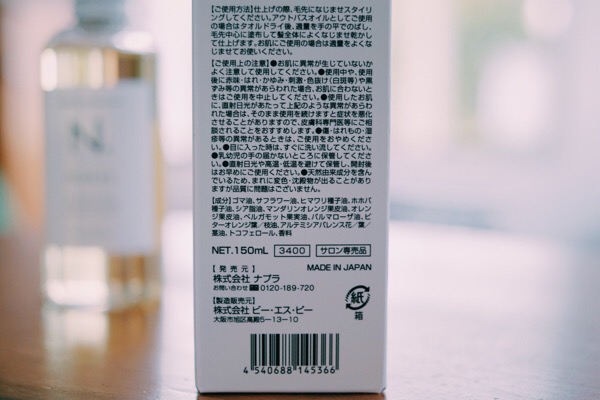 【ご使用方法】仕上げの際、毛先になじませスタイリ
ングしてください。アウトバスオイルとしてご使用
の場合はタオルドライ後、適量を手の平でのばし、
毛先中心に塗布して髪全体によくなじませ乾かし
て仕上げます。お肌にご使用の場合は適量をよくな
じませてお使いください。
【ご使用上の注意】●お肌に異常が生じていないか
よく注意して使用してください。●使用中や、使用
後に赤味・はれ・かゆみ・刺激・色抜け(白斑等)や黒
ずみ等の異常があらわれた場合、お肌に合わないと
きはご使用を中止してください。●使用したお肌
に、直射日光があたって上記のような異常があらわ
れた場合は、そのまま使用を続けますと症状を悪化
させることがありますので、皮膚科専門医等にご相
談されることをおすすめします。●傷・はれもの・湿
疹等の異常があるときは、ご使用をおやめください。
●目に入った時は、すぐに洗い流してください。
●乳幼児の手の届かないところに保管してくださ
い。●直射日光や高温・低温を避けて保管し、開封後
はお早めにご使用ください。●天然由来成分を含ん
でいるため、まれに変色・沈殿物が出ることがあり
ますが品質に問題はございません。
【成分】ゴマ油、サフラワー油、ヒマワリ種子油、ホホバ
種子油、シア脂油、マンダリンオレンジ果皮油、オレン
ジ果皮油、ベルガモット果実油、パルマローザ油、ビ
ターオレンジ葉/枝油、アルテミシアパレンス花/葉/
茎油、トコフェロール、香料
NET.150mL 3400 サロン専売品
【発売元】 MADE IN JAPAN
株式会社 ナプラ
お問い合わせ 0120-189-720
【製造販売元】
株式会社 ビー・エス・ピー
大阪市旭区高殿5-13-10
紙
箱
4 540688 145366
N